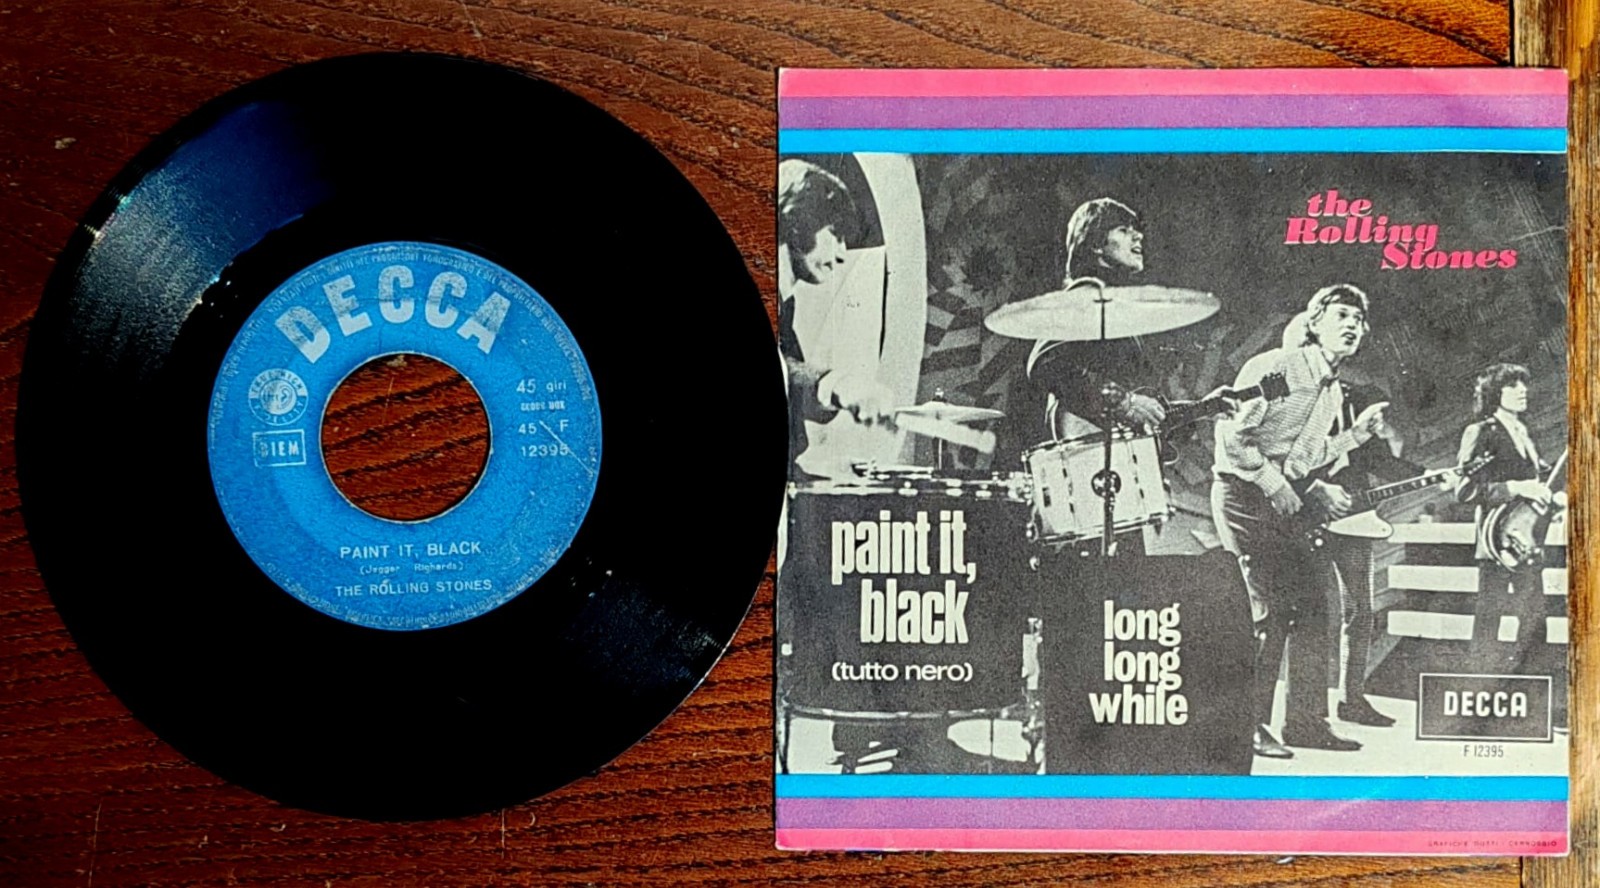 DECCA
45 giri
45 - F
12395
BIEM
PAINT IT, BLACK
(Jagger Richards)
THE ROLLING STONES
the
Rolling
Stones
paint it,
black
(tutto nero)
long
long
while
DECCA
F 12395